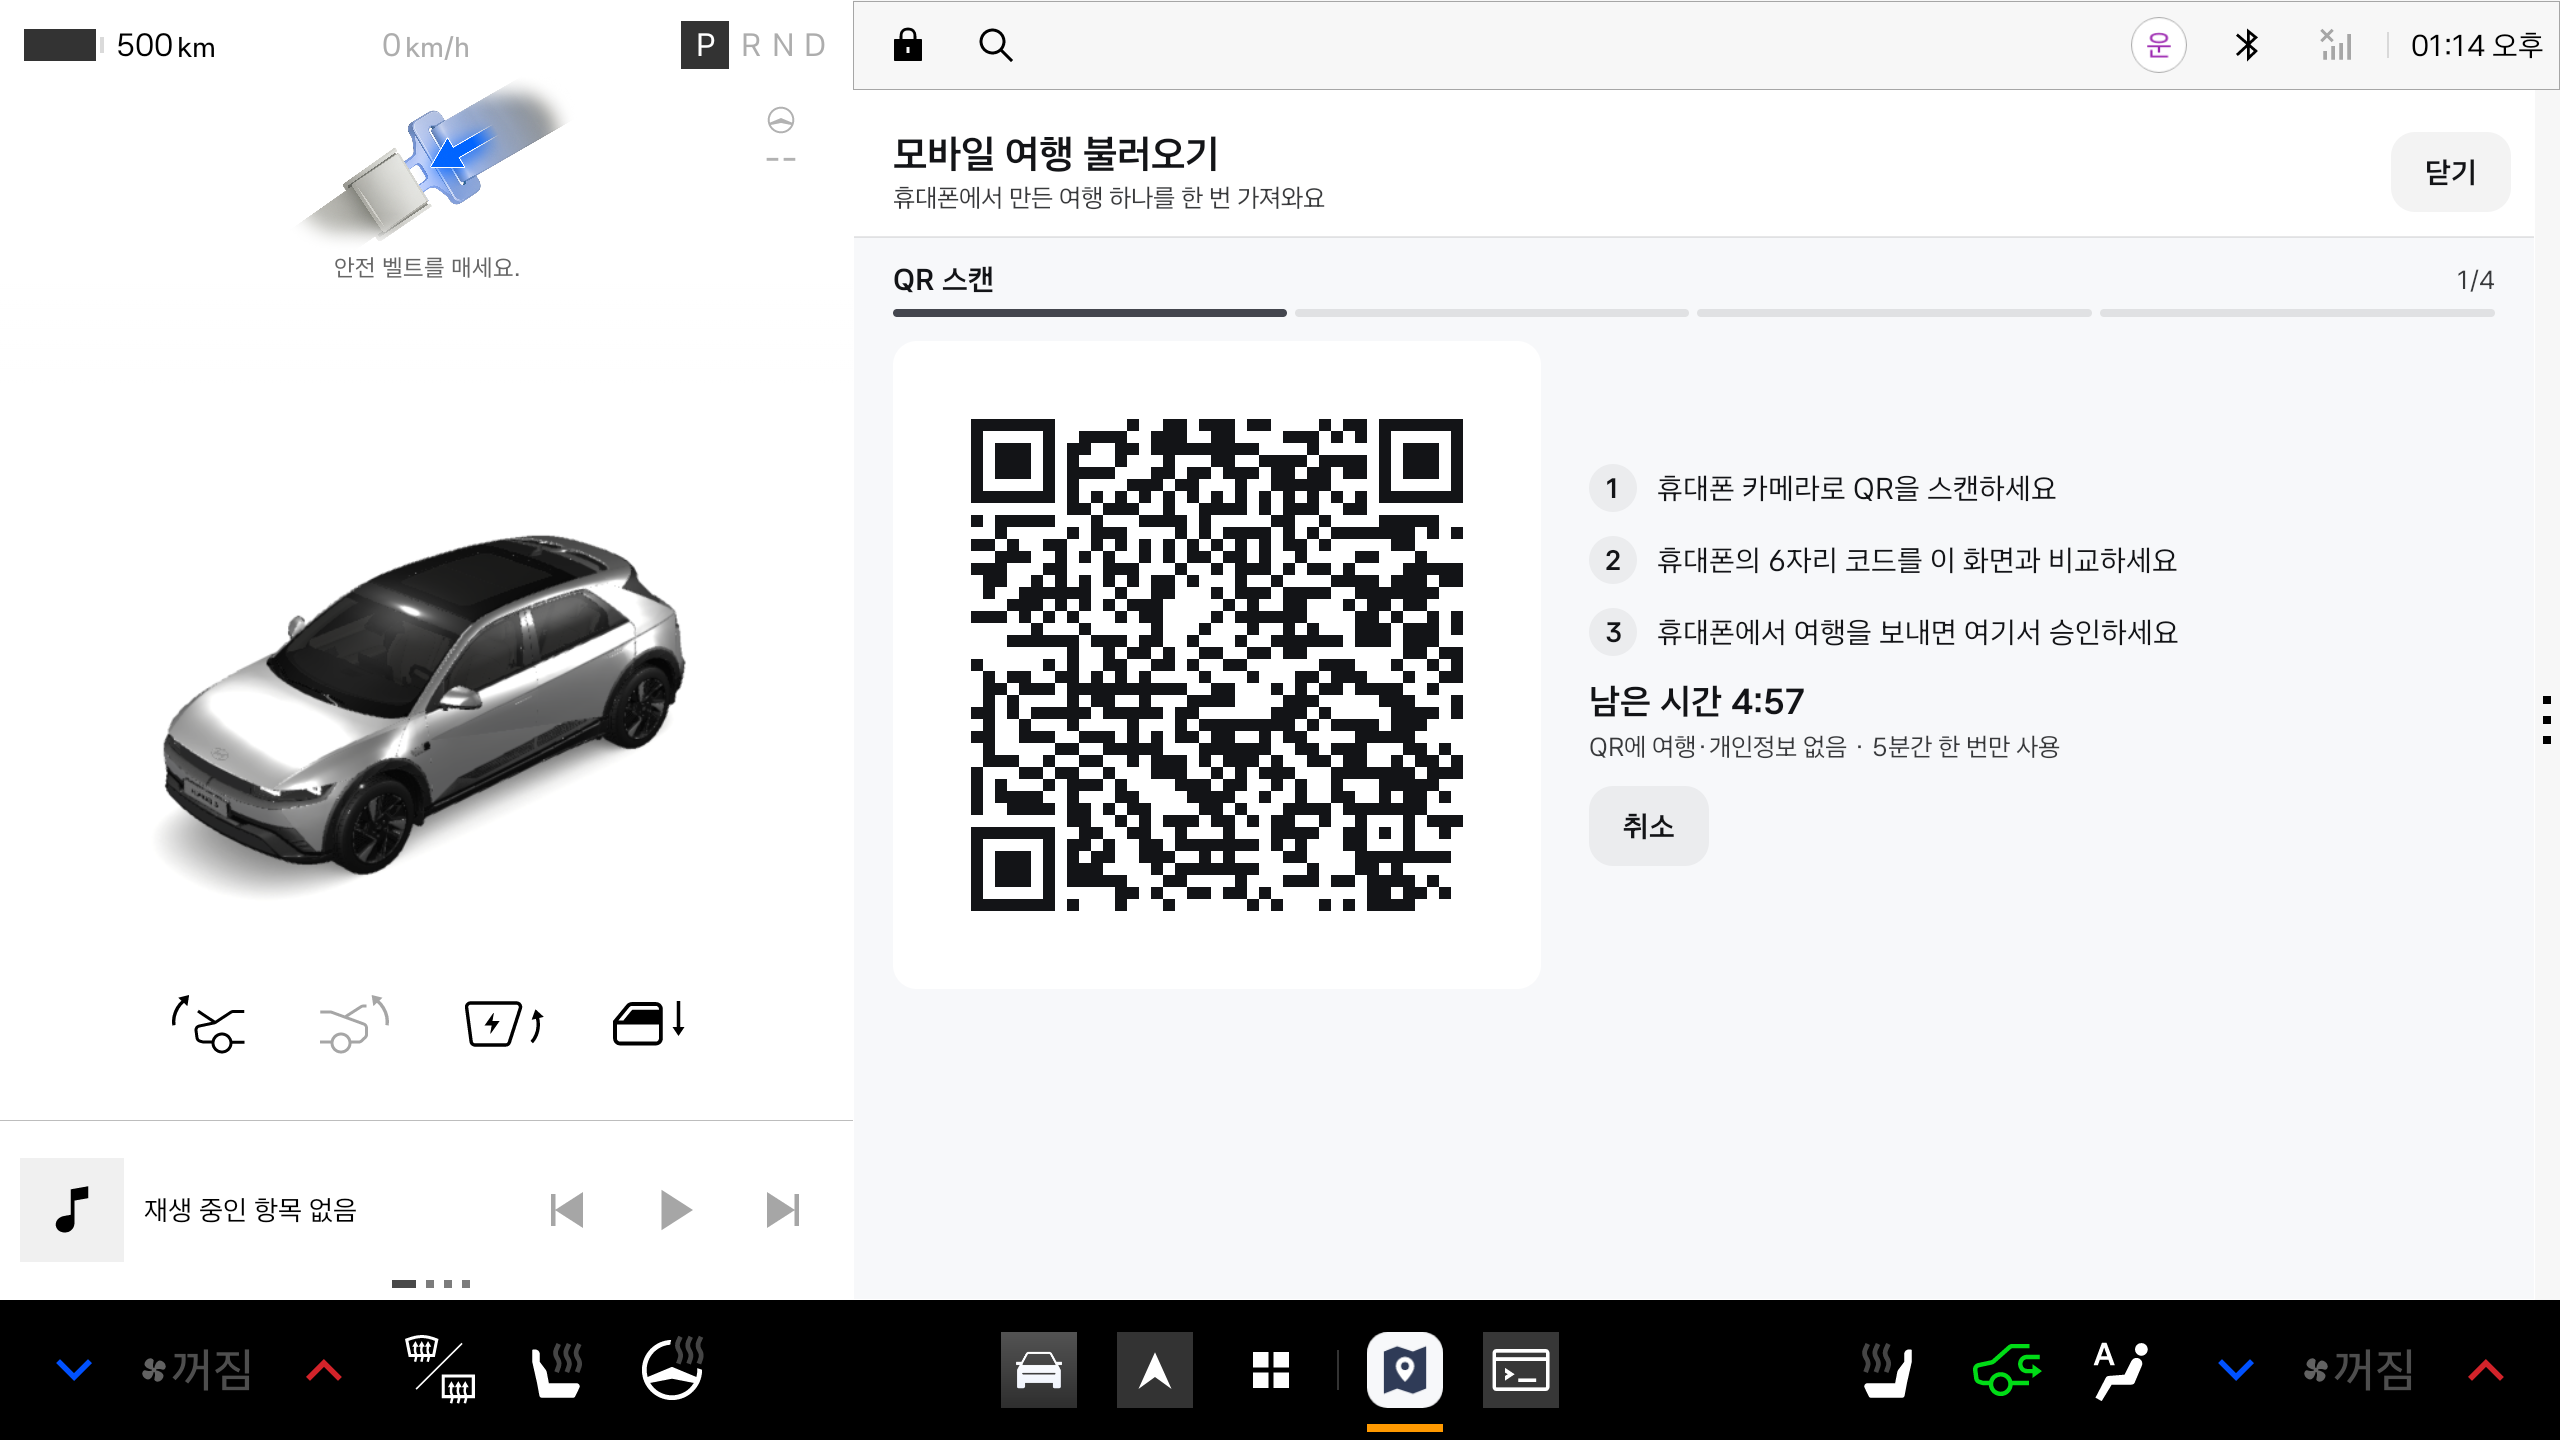 500 km
0 km/h
P R N D
운
01:14 오후
안전 벨트를 매세요.
모바일 여행 불러오기
휴대폰에서 만든 여행 하나를 한 번 가져와요
닫기
QR 스캔
1/4
1 휴대폰 카메라로 QR을 스캔하세요
2 휴대폰의 6자리 코드를 이 화면과 비교하세요
3 휴대폰에서 여행을 보내면 여기서 승인하세요
남은 시간 4:57
QR에 여행·개인정보 없음 · 5분간 한 번만 사용
취소
재생 중인 항목 없음
꺼짐
A
꺼짐